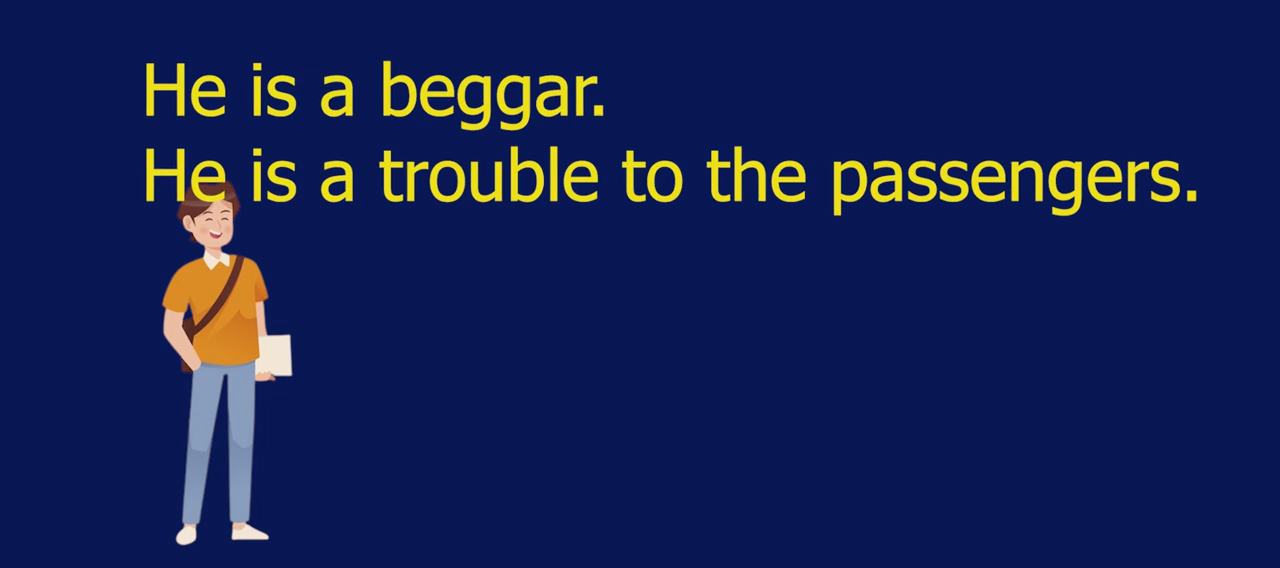 He is a beggar.
He is a trouble to the passengers.